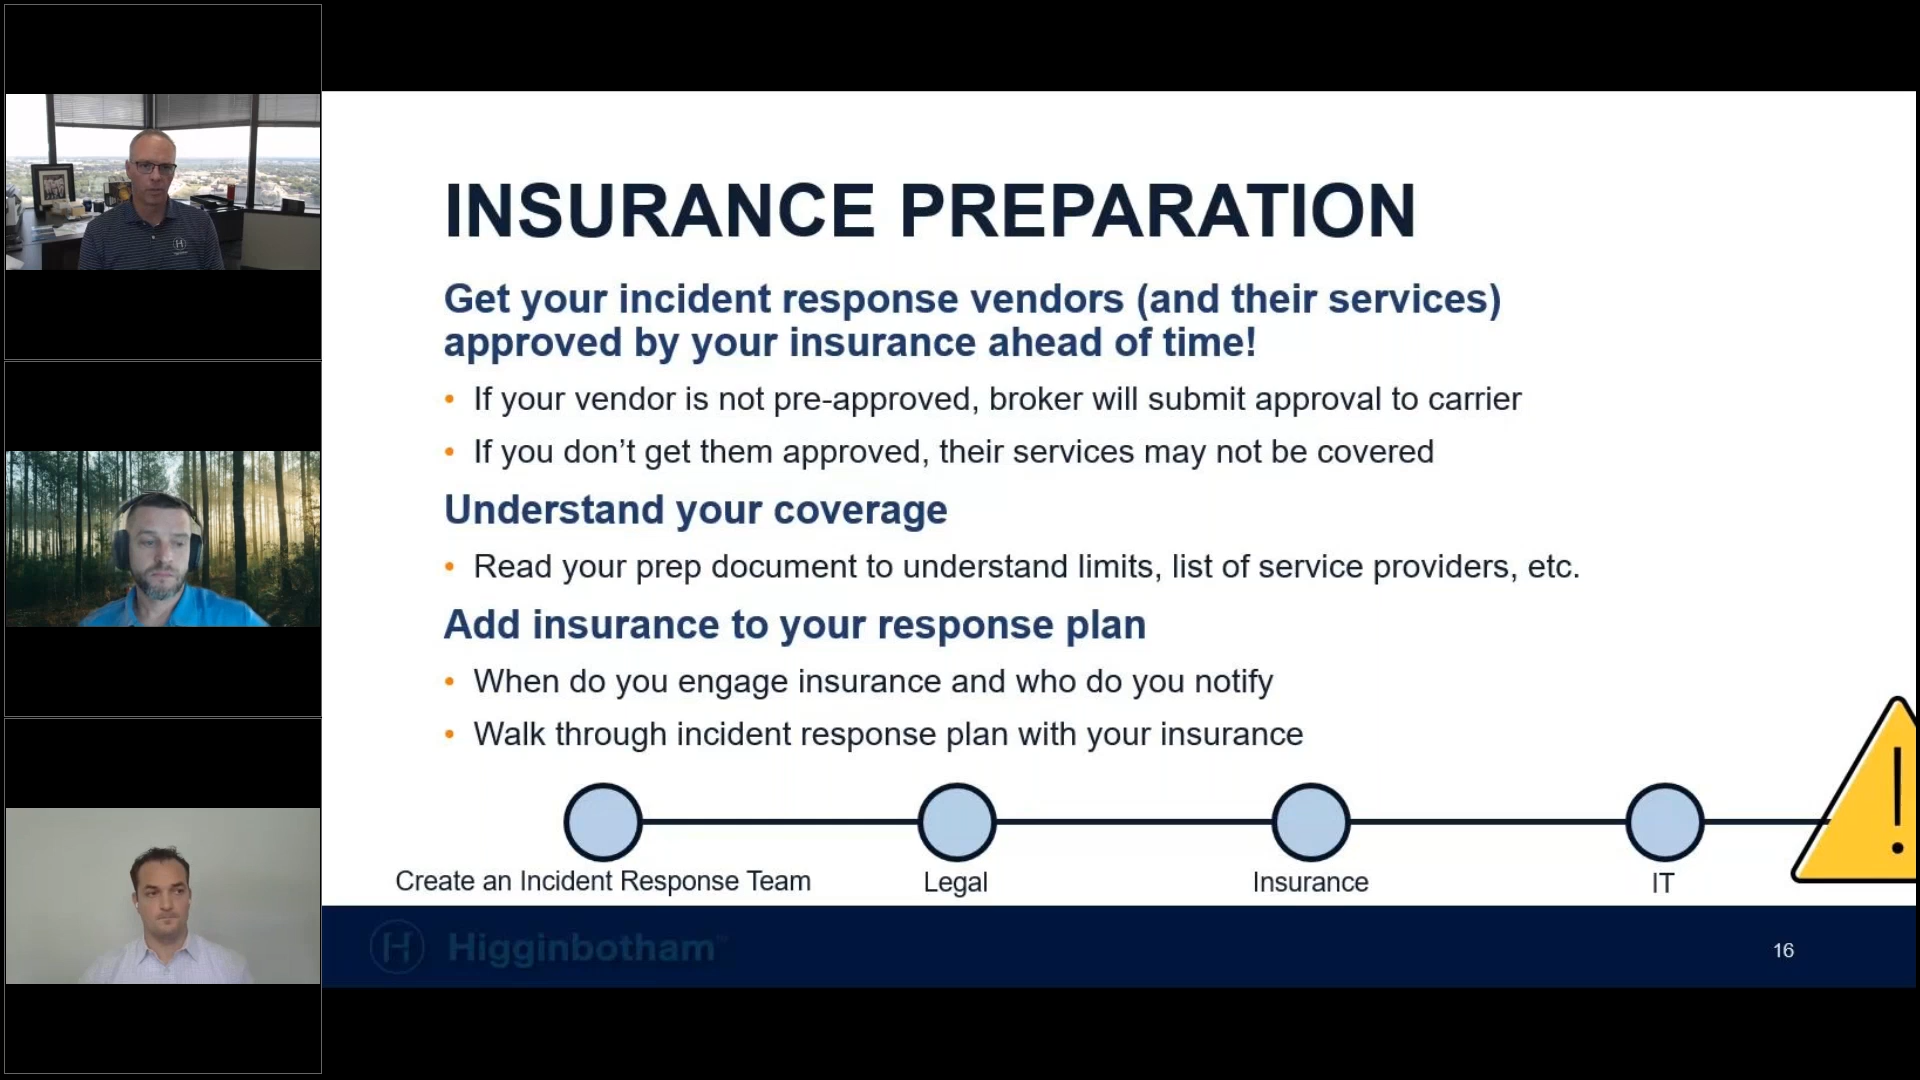 INSURANCE PREPARATION
Get your incident response vendors (and their services)
approved by your insurance ahead of time!
• If your vendor is not pre-approved, broker will submit approval to carrier
• If you don’t get them approved, their services may not be covered
Understand your coverage
• Read your prep document to understand limits, list of service providers, etc.
Add insurance to your response plan
• When do you engage insurance and who do you notify
• Walk through incident response plan with your insurance
Create an Incident Response Team
Legal
Insurance
IT
!
H Higginbotham™
16